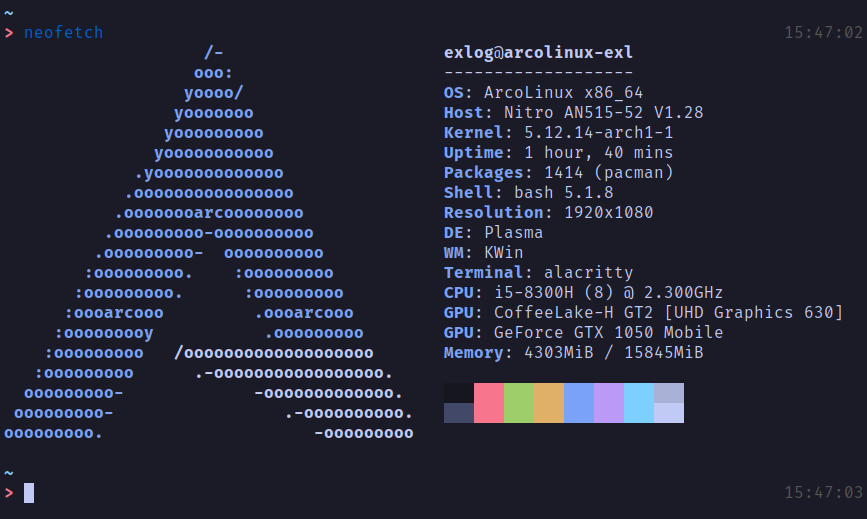 ~
> neofetch 15:47:02
/- exlog@arcolinux-exl
ooo: -------------------
yoooo/ OS: ArcoLinux x86_64
yooooooo Host: Nitro AN515-52 V1.28
yooooooooo Kernel: 5.12.14-arch1-1
yooooooooooo Uptime: 1 hour, 40 mins
.yooooooooooooo Packages: 1414 (pacman)
.oooooooooooooooo Shell: bash 5.1.8
.oooooooarcoooooooo Resolution: 1920x1080
.ooooooooo-oooooooooo DE: Plasma
.ooooooooo- oooooooooo WM: KWin
:ooooooooo. :ooooooooo Terminal: alacritty
:ooooooooo. :ooooooooo CPU: i5-8300H (8) @ 2.300GHz
:oooarcooo .oooarcooo GPU: CoffeeLake-H GT2 [UHD Graphics 630]
:ooooooooy .ooooooooo GPU: GeForce GTX 1050 Mobile
:ooooooooo /ooooooooooooooooooo Memory: 4303MiB / 15845MiB
:ooooooooo .-ooooooooooooooooo.
ooooooooo- -ooooooooooooo.
ooooooooo- .-oooooooooo.
ooooooooo. -ooooooooo
~
> 15:47:03